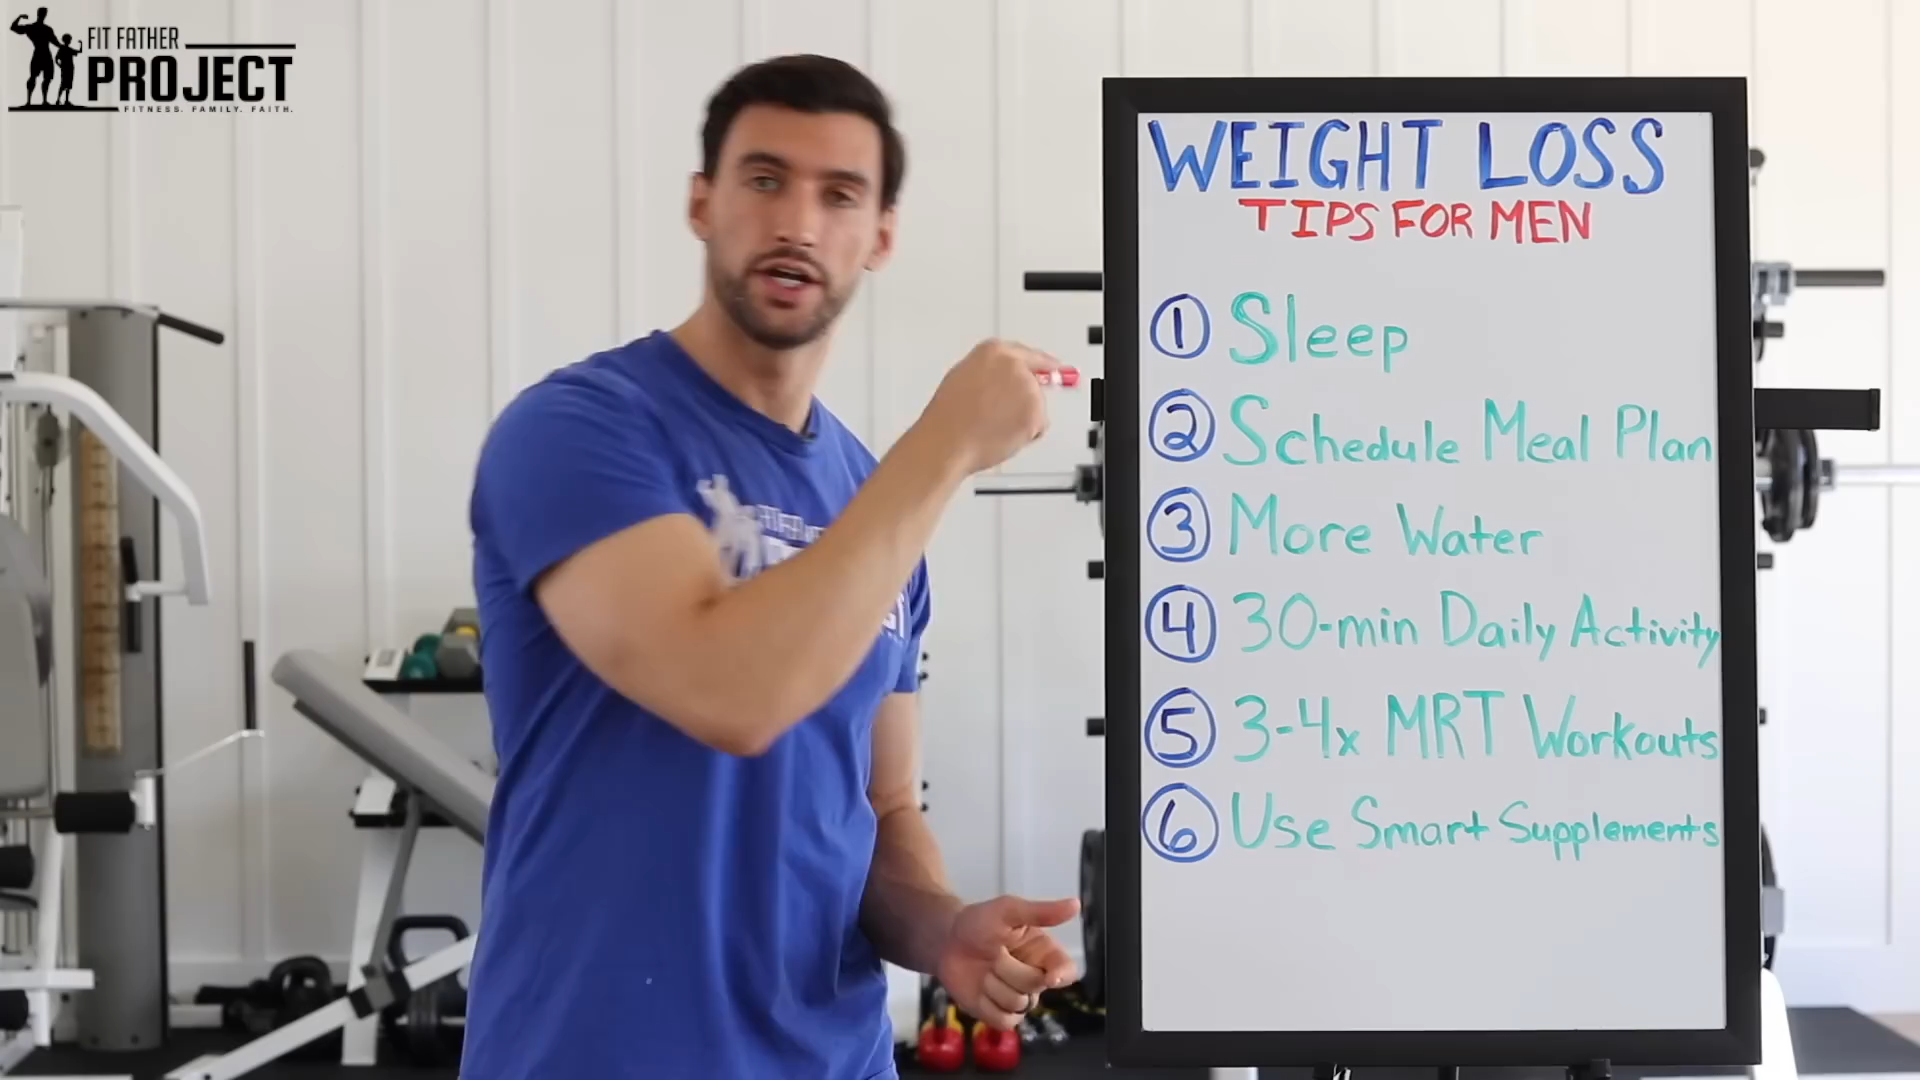 FIT FATHER
PROJECT
FITNESS. FAMILY. FAITH.
WEIGHT LOSS
TIPS FOR MEN
1 Sleep
2 Schedule Meal Plan
3 More Water
4 30-min Daily Activity
5 3-4x MRT Workouts
6 Use Smart Supplements